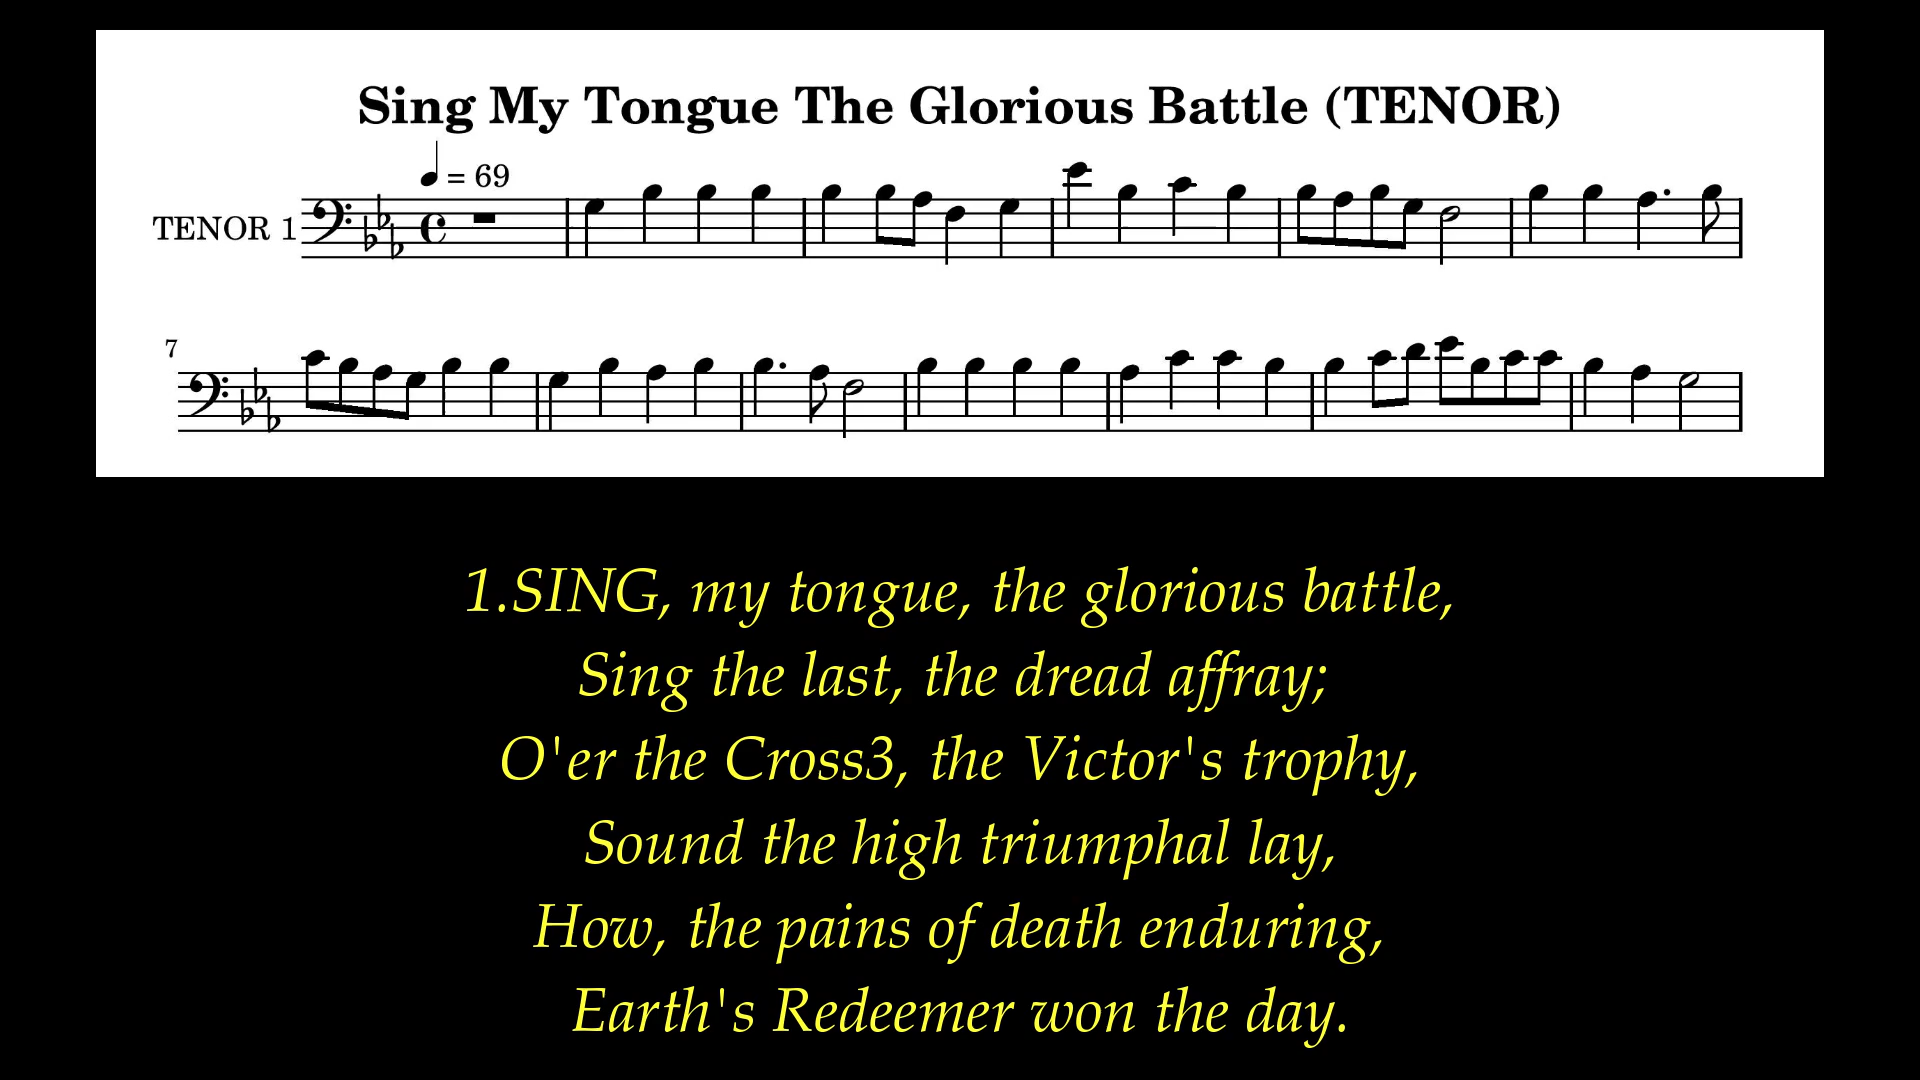 Sing My Tongue The Glorious Battle (TENOR)
= 69
TENOR 1
7
1.SING, my tongue, the glorious battle,
Sing the last, the dread affray;
O'er the Cross3, the Victor's trophy,
Sound the high triumphal lay,
How, the pains of death enduring,
Earth's Redeemer won the day.